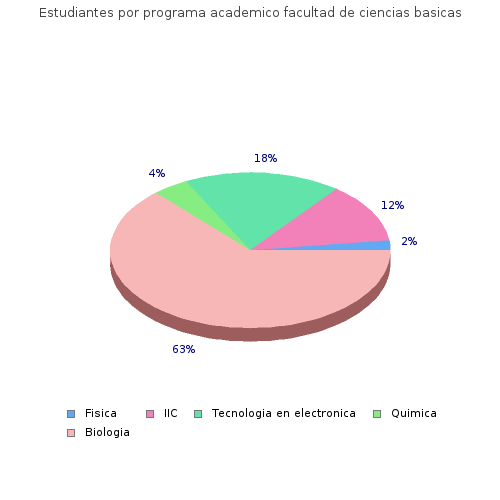 Estudiantes por programa academico facultad de ciencias basicas
18%
4%
12%
2%
63%
Fisica IIC Tecnologia en electronica Quimica
Biologia